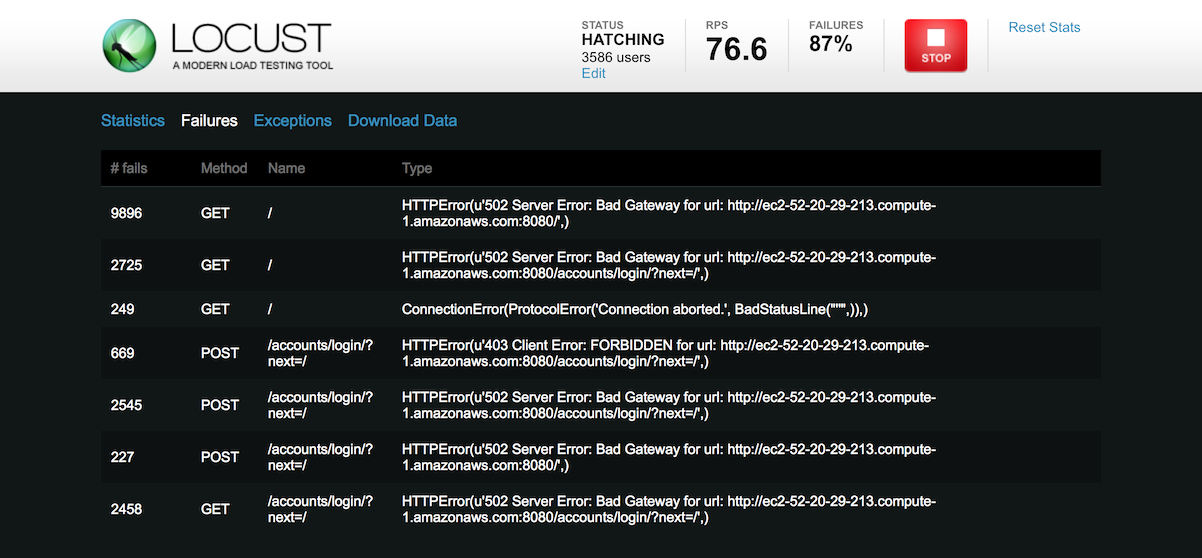 LOCUST
A MODERN LOAD TESTING TOOL
STATUS
HATCHING
3586 users
Edit
RPS
76.6
FAILURES
87%
STOP
Reset Stats
Statistics Failures Exceptions Download Data
# fails Method Name Type
9896 GET / HTTPError(u'502 Server Error: Bad Gateway for url: http://ec2-52-20-29-213.compute-
1.amazonaws.com:8080/',)
2725 GET / HTTPError(u'502 Server Error: Bad Gateway for url: http://ec2-52-20-29-213.compute-
1.amazonaws.com:8080/accounts/login/?next=/',)
249 GET / ConnectionError(ProtocolError('Connection aborted.', BadStatusLine("''",)),)
669 POST /accounts/login/?
next=/
HTTPError(u'403 Client Error: FORBIDDEN for url: http://ec2-52-20-29-213.compute-
1.amazonaws.com:8080/accounts/login/?next=/',)
2545 POST /accounts/login/?
next=/
HTTPError(u'502 Server Error: Bad Gateway for url: http://ec2-52-20-29-213.compute-
1.amazonaws.com:8080/accounts/login/?next=/',)
227 POST /accounts/login/?
next=/
HTTPError(u'502 Server Error: Bad Gateway for url: http://ec2-52-20-29-213.compute-
1.amazonaws.com:8080/',)
2458 GET /accounts/login/?
next=/
HTTPError(u'502 Server Error: Bad Gateway for url: http://ec2-52-20-29-213.compute-
1.amazonaws.com:8080/accounts/login/?next=/',)